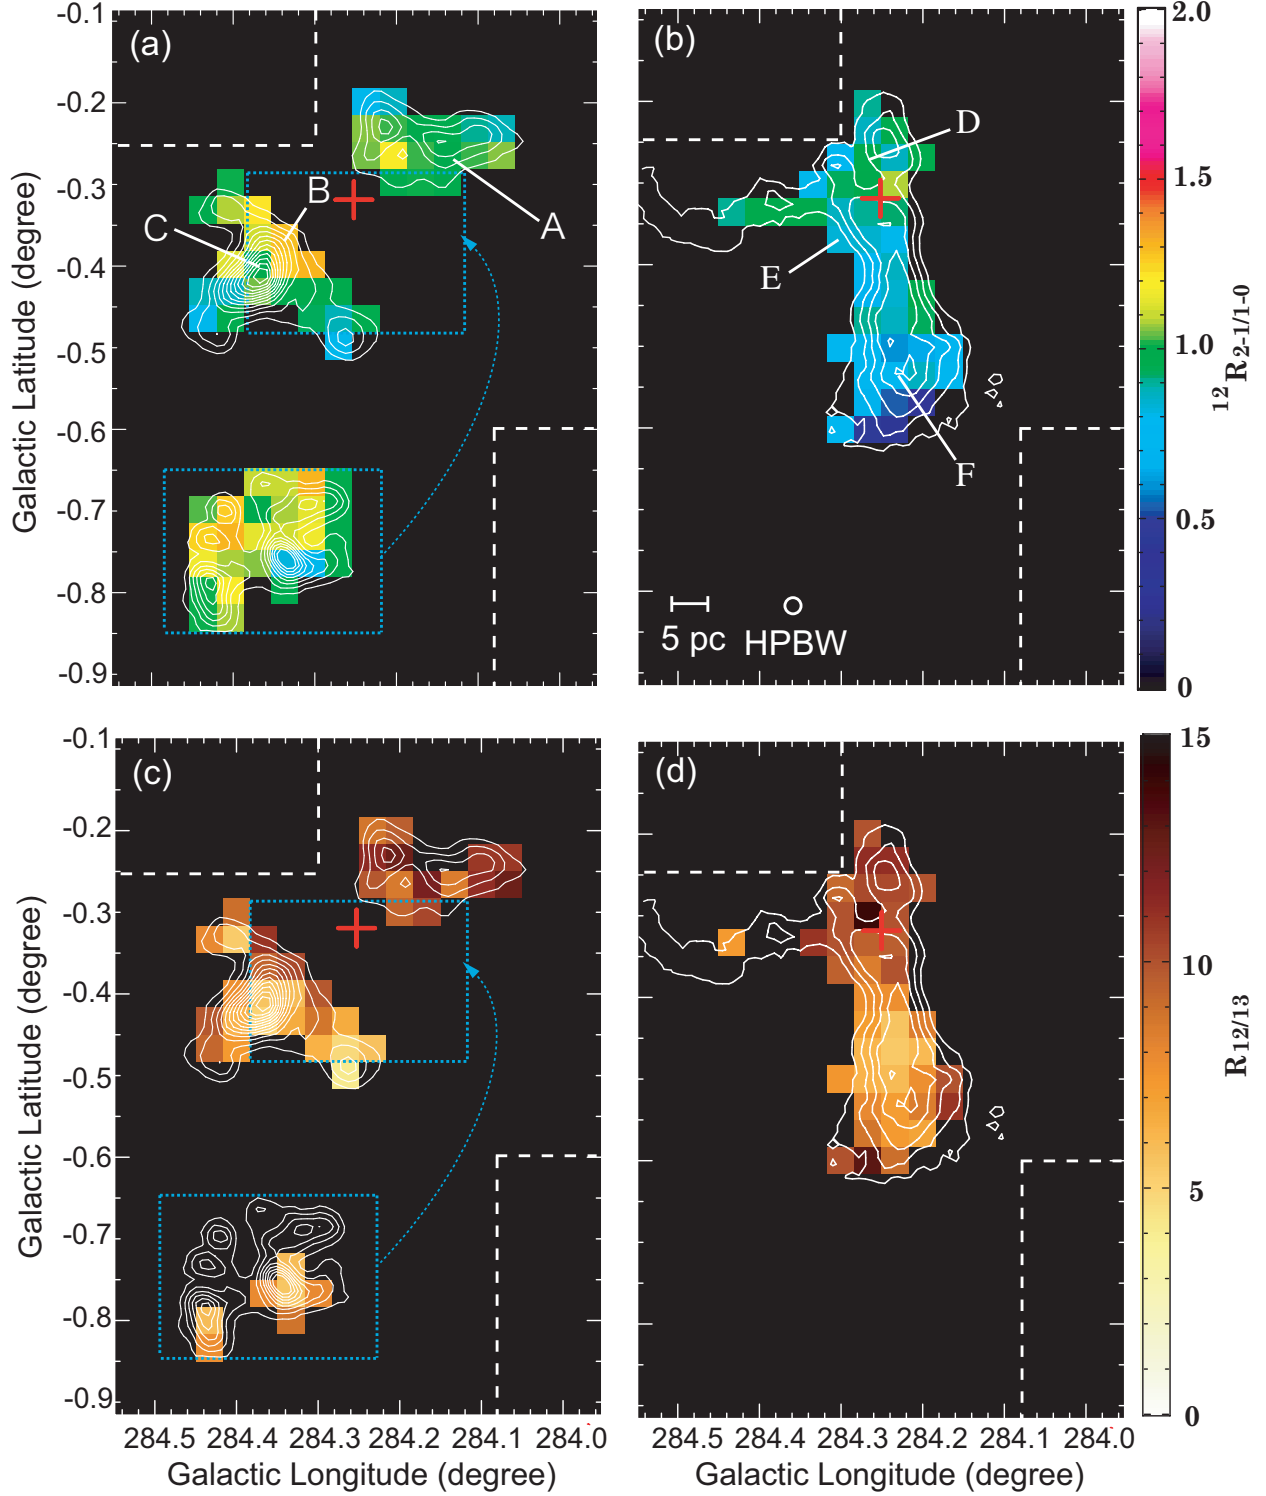 (a)
-0.1
-0.2
-0.3
-0.4
-0.5
-0.6
-0.7
-0.8
-0.9
Galactic Latitude (degree)
A
B
C
(b)
D
E
F
5 pc
HPBW
2.0
1.5
1.0
0.5
0
12 R2-1/1-0
(c)
-0.1
-0.2
-0.3
-0.4
-0.5
-0.6
-0.7
-0.8
-0.9
Galactic Latitude (degree)
284.5 284.4 284.3 284.2 284.1 284.0
Galactic Longitude (degree)
(d)
284.5 284.4 284.3 284.2 284.1 284.0
Galactic Longitude (degree)
15
10
5
0
R12/13